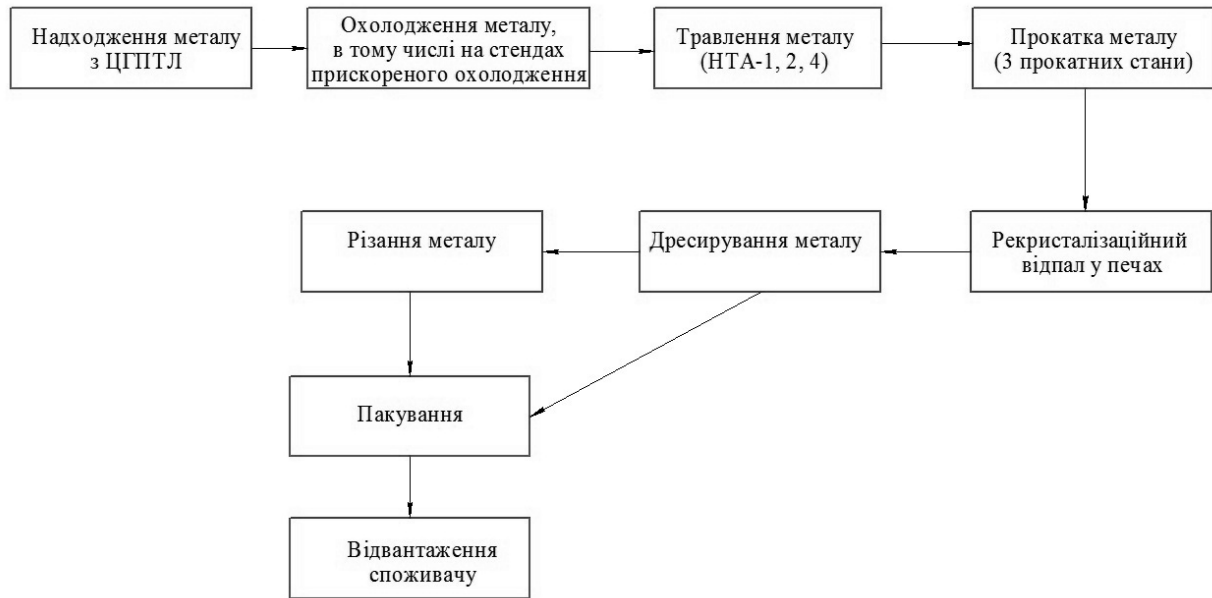 Надходження металу
з ЦГПТЛ
Охолодження металу,
в тому числі на стендах
прискореного охолодження
Травлення металу
(НТА-1, 2, 4)
Прокатка металу
(3 прокатних стани)
Рекристалізаційний
відпал у печах
Дресирування металу
Різання металу
Пакування
Відвантаження
споживачу